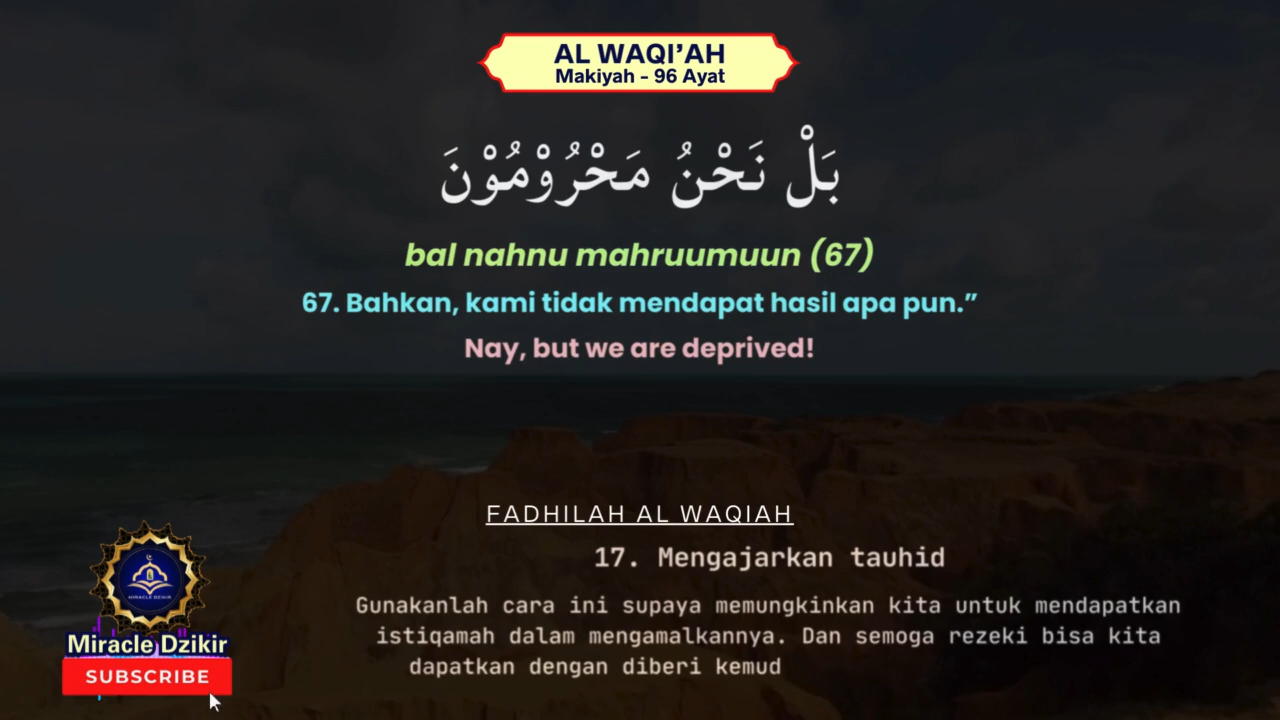 AL WAQI'AH
Makiyah - 96 Ayat
بَلْ نَحْنُ مَحْرُوْمُوْنَ
bal nahnu mahruumuun (67)
67. Bahkan, kami tidak mendapat hasil apa pun.”
Nay, but we are deprived!
FADHILAH AL WAQIAH
17. Mengajarkan tauhid
Gunakanlah cara ini supaya memungkinkan kita untuk mendapatkan
istiqamah dalam mengamalkannya. Dan semoga rezeki bisa kita
dapatkan dengan diberi kemud
MIRACLE DZIKIR
Miracle Dzikir
SUBSCRIBE